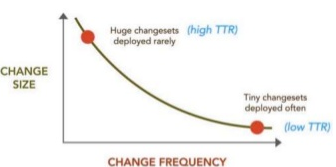 Huge changesets (high TTR)
deployed rarely
CHANGE
SIZE
Tiny changesets
deployed often
(low TTR)
CHANGE FREQUENCY